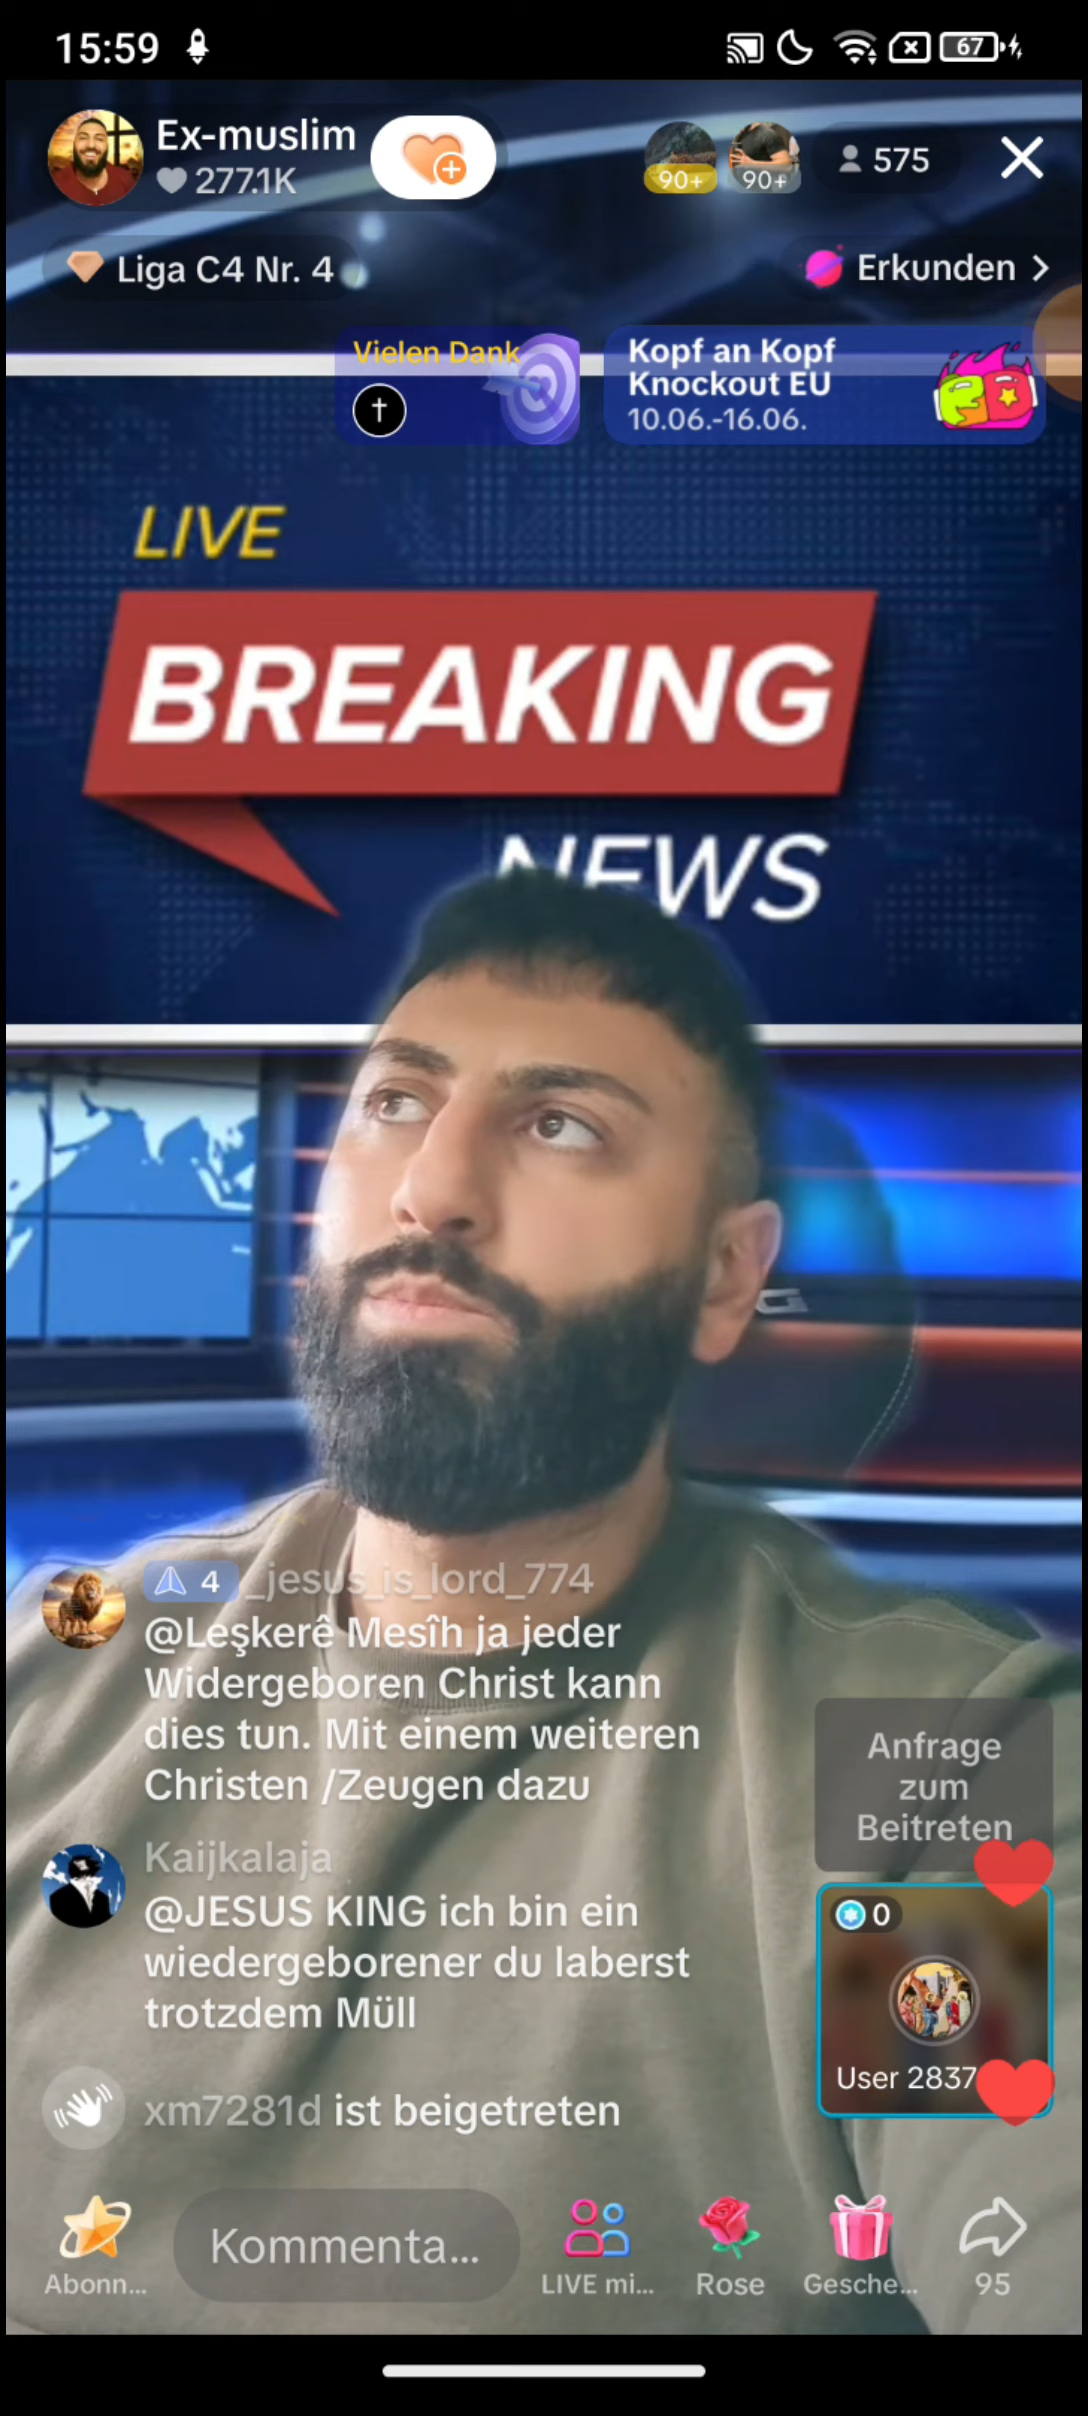 15:59
67
Ex-muslim
277.1K
90+
90+
575
Liga C4 Nr. 4
Erkunden
Vielen Dank
Kopf an Kopf
Knockout EU
10.06.-16.06.
LIVE
BREAKING
NEWS
4 _jesus_is_lord_774
@Leşkerê Mesîh ja jeder
Widergeboren Christ kann
dies tun. Mit einem weiteren
Christen /Zeugen dazu
Anfrage
zum
Beitreten
Kaijkalaja
@JESUS KING ich bin ein
wiedergeborener du laberst
trotzdem Müll
0
User 2837
xm7281d ist beigetreten
Kommenta...
Abonn...
LIVE mi...
Rose
Gesche...
95